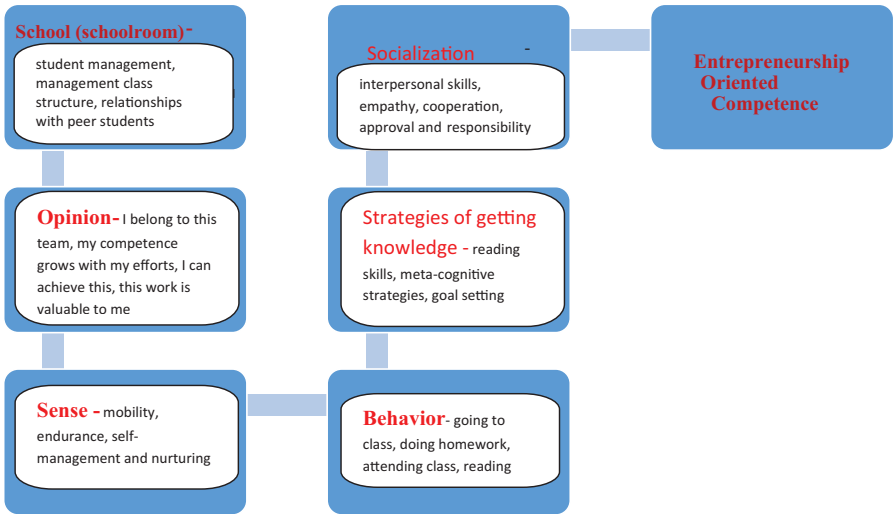 School (schoolroom)-
student management,
management class
structure, relationships
with peer students
Opinion- I belong to this
team, my competence
grows with my efforts, I can
achieve this, this work is
valuable to me
Sense - mobility,
endurance, self-
management and nurturing
Behavior- going to
class, doing homework,
attending class, reading
Strategies of getting
knowledge - reading
skills, meta-cognitive
strategies, goal setting
Socialization -
interpersonal skills,
empathy, cooperation,
approval and responsibility
Entrepreneurship
Oriented
Competence